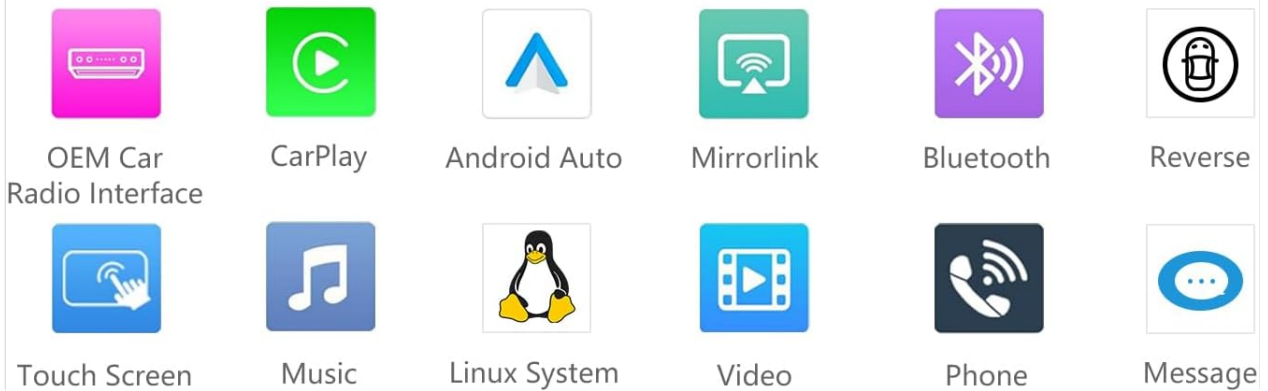 OEM Car
Radio Interface
CarPlay
Android Auto
Mirrorlink
Bluetooth
Reverse
Touch Screen
Music
Linux System
Video
Phone
Message